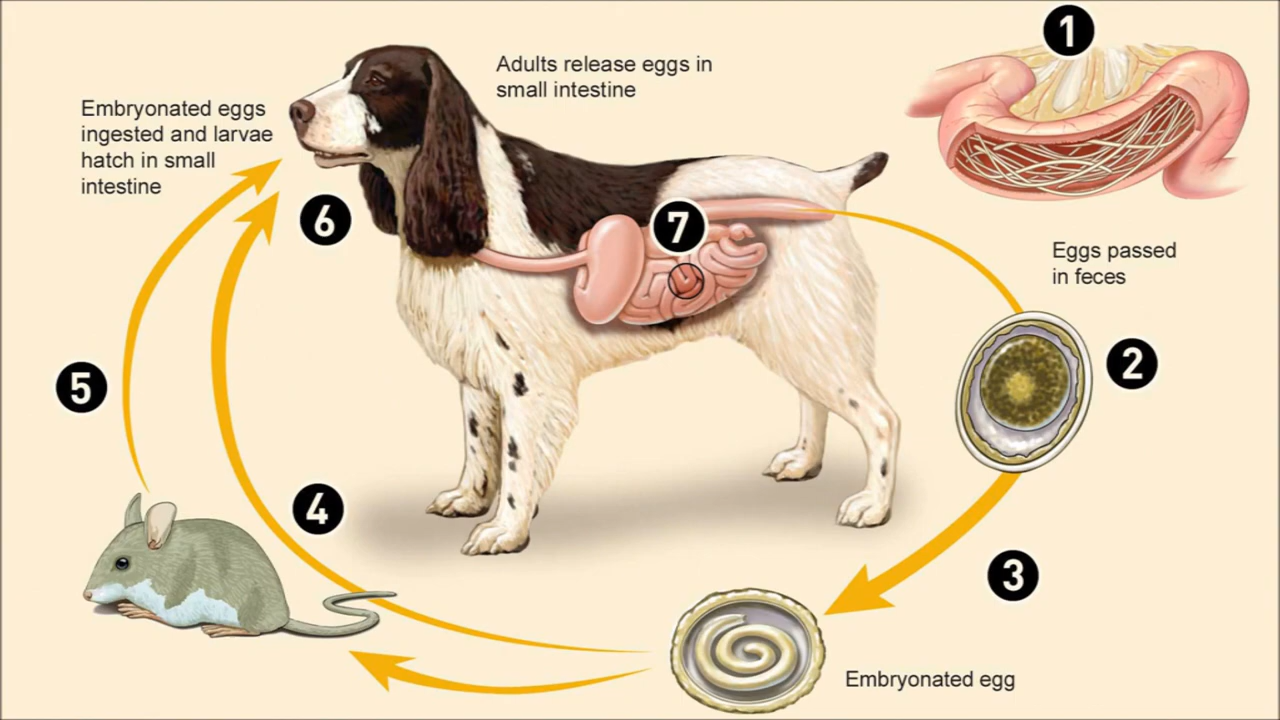 1
Adults release eggs in
small intestine
Embryonated eggs
ingested and larvae
hatch in small
intestine
6
7
Eggs passed
in feces
2
5
4
3
Embryonated egg